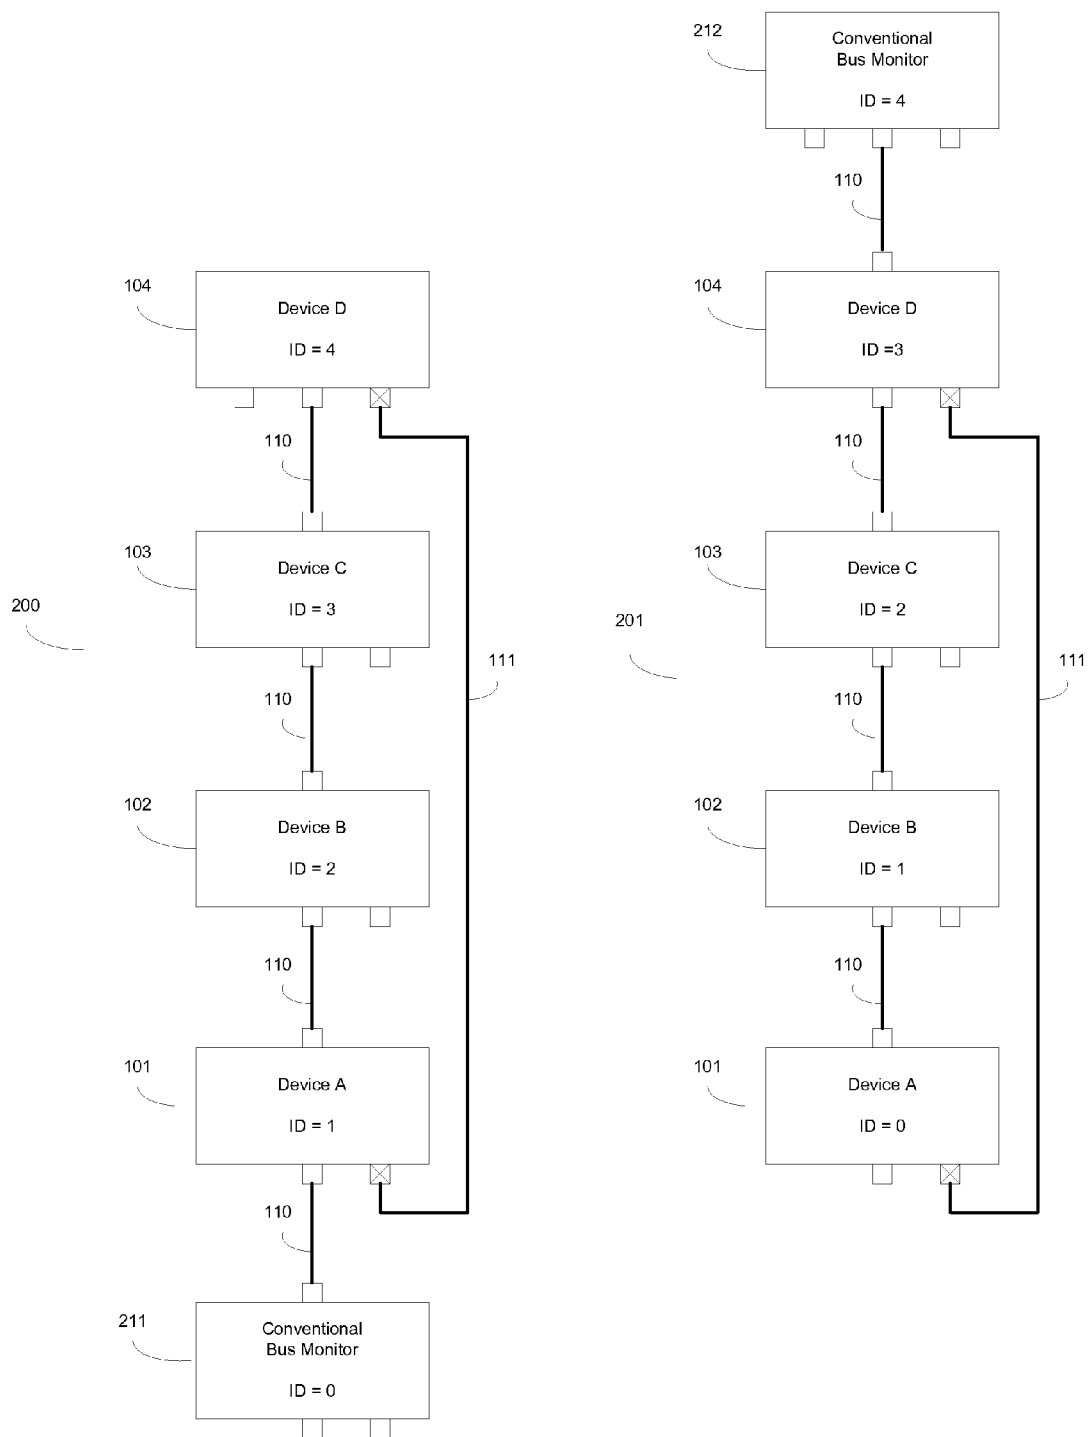 212
Conventional
Bus Monitor
ID = 4
110
104
Device D
ID = 4
104
Device D
ID =3
110
110
103
Device C
ID = 3
103
Device C
ID = 2
200
201
111
111
110
110
102
Device B
ID = 2
102
Device B
ID = 1
110
110
101
Device A
ID = 1
101
Device A
ID = 0
110
211
Conventional
Bus Monitor
ID = 0